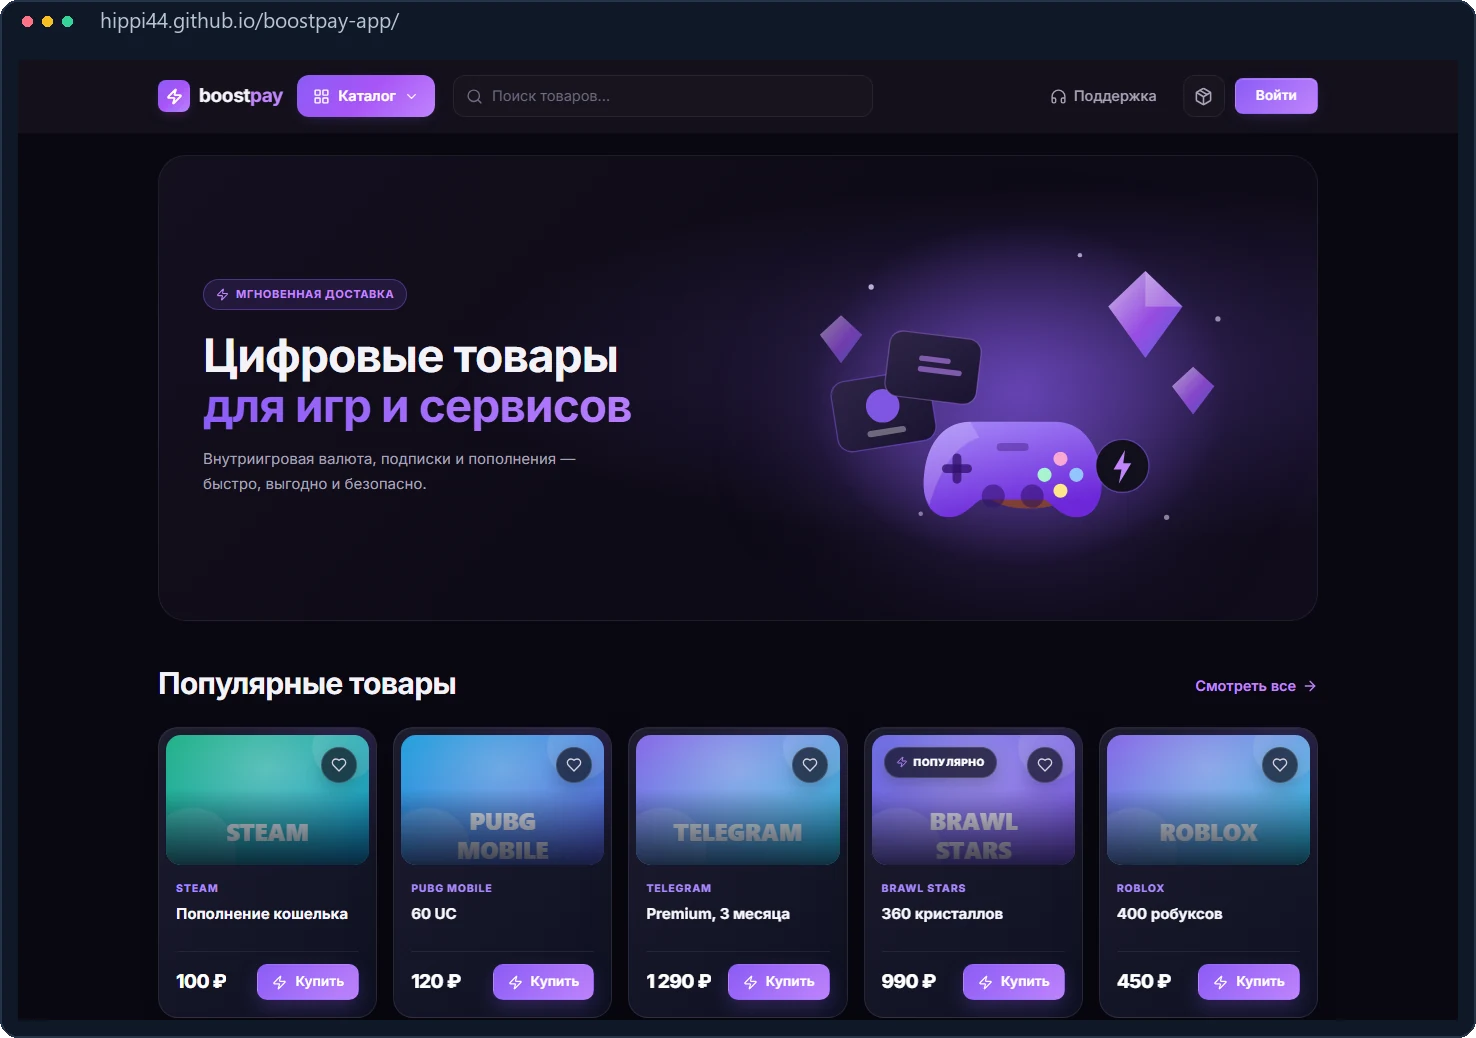 hippi44.github.io/boostpay-app/
boostpay
Каталог
Поиск товаров...
Поддержка
Войти
МГНОВЕННАЯ ДОСТАВКА
Цифровые товары
для игр и сервисов
Внутриигровая валюта, подписки и пополнения —
быстро, выгодно и безопасно.
Популярные товары
Смотреть все →
STEAM
STEAM
Пополнение кошелька
100 ₽
Купить
PUBG
MOBILE
PUBG MOBILE
60 UC
120 ₽
Купить
TELEGRAM
TELEGRAM
Premium, 3 месяца
1 290 ₽
Купить
ПОПУЛЯРНО
BRAWL
STARS
BRAWL STARS
360 кристаллов
990 ₽
Купить
ROBLOX
ROBLOX
400 робуксов
450 ₽
Купить